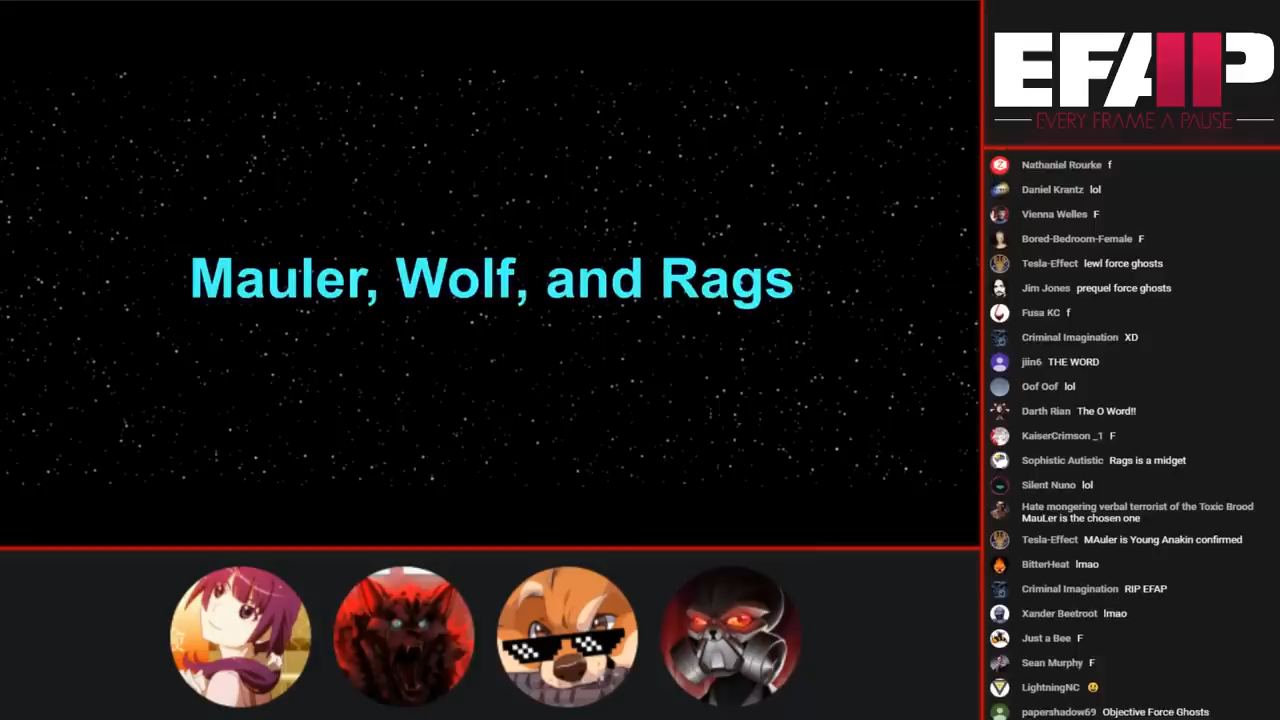 Mauler, Wolf, and Rags
EFAP
EVERY FRAME A PAUSE
Nathaniel Rourke f
Daniel Krantz lol
Vienna Welles F
Bored-Bedroom-Female F
Tesla-Effect lewl force ghosts
Jim Jones prequel force ghosts
Fusa KC f
Criminal Imagination XD
jiin6 THE WORD
Oof Oof lol
Darth Rian The O Word!!
KaiserCrimson _1 F
Sophistic Autistic Rags is a midget
Silent Nuno lol
Hate mongering verbal terrorist of the Toxic Brood
MauLer is the chosen one
Tesla-Effect MAuler is Young Anakin confirmed
BitterHeat lmao
Criminal Imagination RIP EFAP
Xander Beetroot lmao
Just a Bee F
Sean Murphy F
LightningNC
papershadow69 Objective Force Ghosts